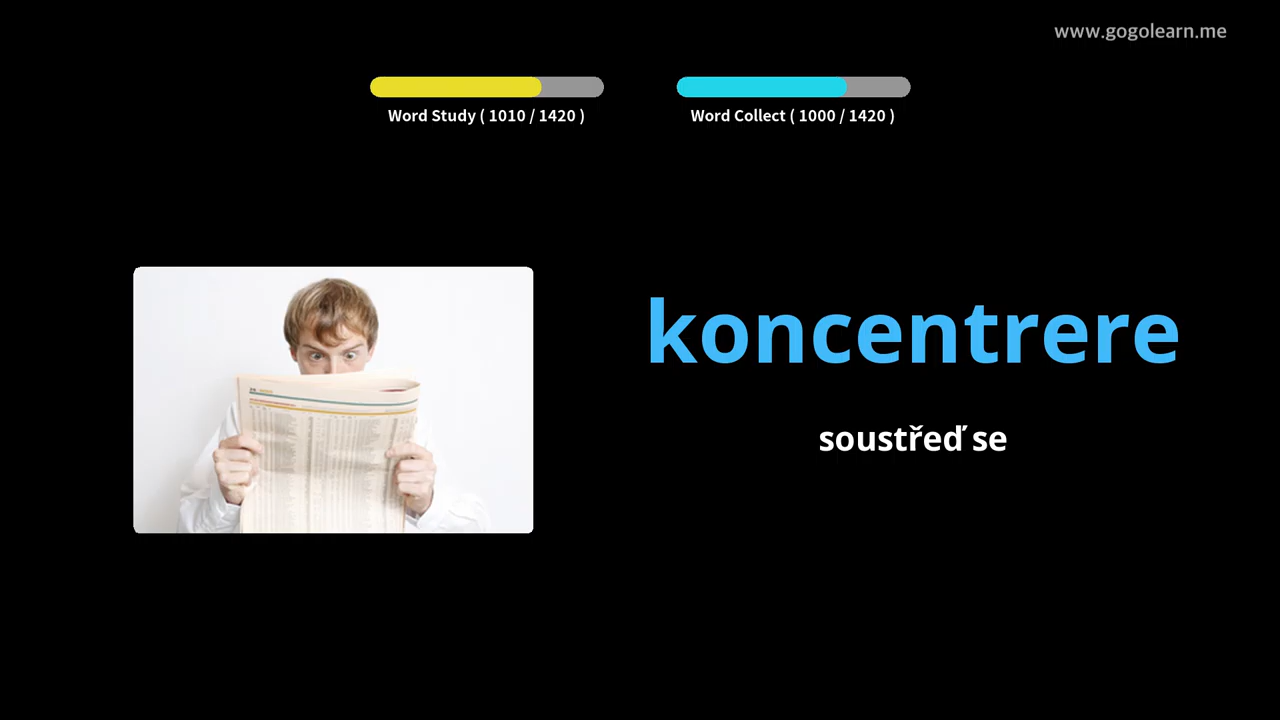 www.gogolearn.me
Word Study ( 1010 / 1420 )
Word Collect ( 1000 / 1420 )
koncentrere
soustřeď se